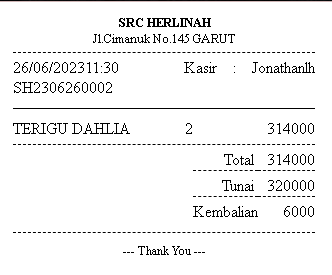 SRC HERLINAH
Jl.Cimanuk No.145 GARUT
26/06/202311:30 Kasir : Jonathanlh
SH2306260002
TERIGU DAHLIA 2 314000
Total 314000
Tunai 320000
Kembalian 6000
--- Thank You ---